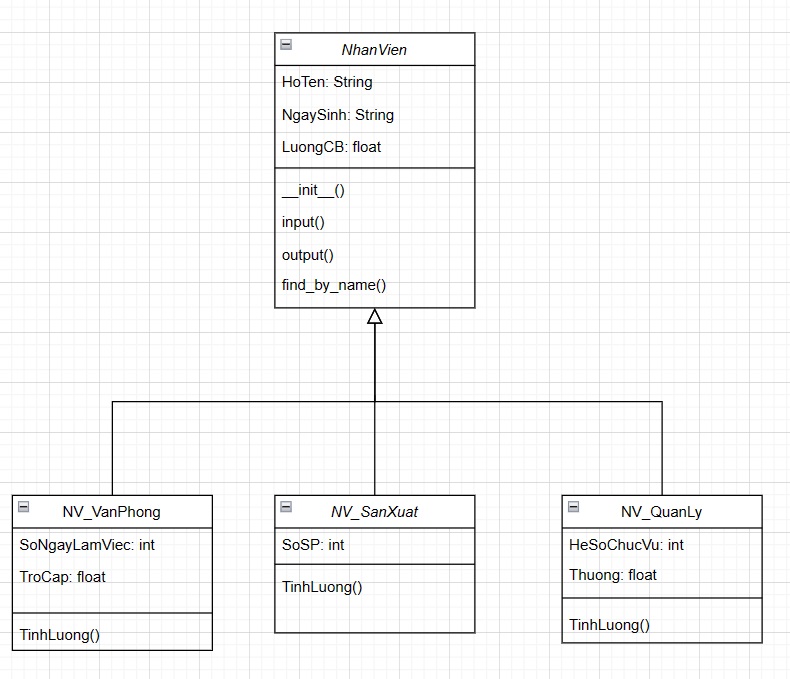 NhanVien
HoTen: String
NgaySinh: String
LuongCB: float
__init__()
input()
output()
find_by_name()
NV_VanPhong
SoNgayLamViec: int
TroCap: float
TinhLuong()
NV_SanXuat
SoSP: int
TinhLuong()
NV_QuanLy
HeSoChucVu: int
Thuong: float
TinhLuong()